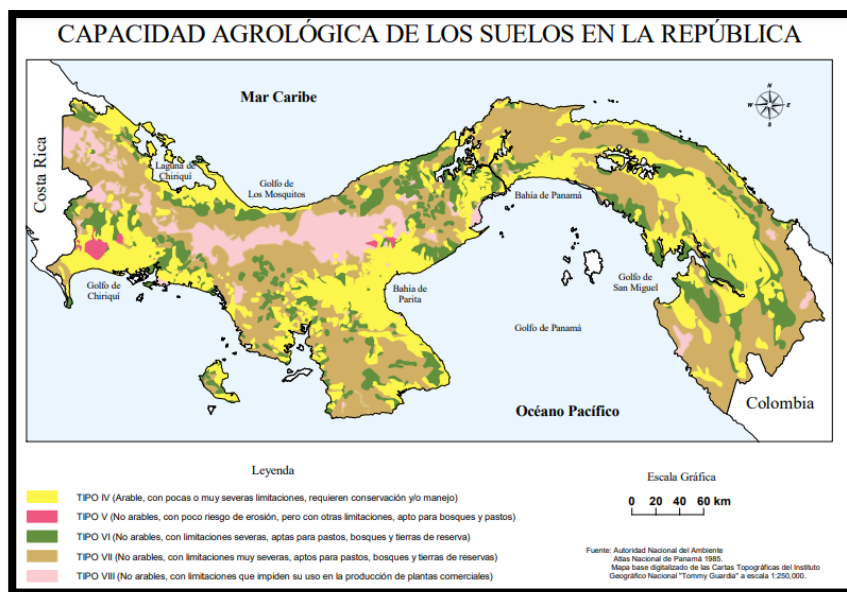 CAPACIDAD AGROLÓGICA DE LOS SUELOS EN LA REPÚBLICA
Mar Caribe
N
W
E
S
Costa Rica
Laguna de
Chiriquí
Golfo de
Los Mosquitos
Bahía de Panamá
Golfo de
Chiriquí
Bahía de
Parita
Golfo de
San Miguel
Golfo de Panamá
Océano Pacífico
Colombia
Leyenda
TIPO IV (Arable, con pocas o muy severas limitaciones, requieren conservación y/o manejo)
TIPO V (No arables, con poco riesgo de erosión, pero con otras limitaciones, apto para bosques y pastos)
TIPO VI (No arables, con limitaciones severas, aptas para pastos, bosques y tierras de reserva)
TIPO VII (No arables, con limitaciones muy severas, aptos para pastos, bosques y tierras de reservas)
TIPO VIII (No arables, con limitaciones que impiden su uso en la producción de plantas comerciales)
Escala Gráfica
0 20 40 60 km
Fuente: Autoridad Nacional del Ambiente
Atlas Nacional de Panamá 1985.
Mapa base digitalizado de las Cartas Topográficas del Instituto
Geográfico Nacional "Tommy Guardia" a escala 1:250,000.